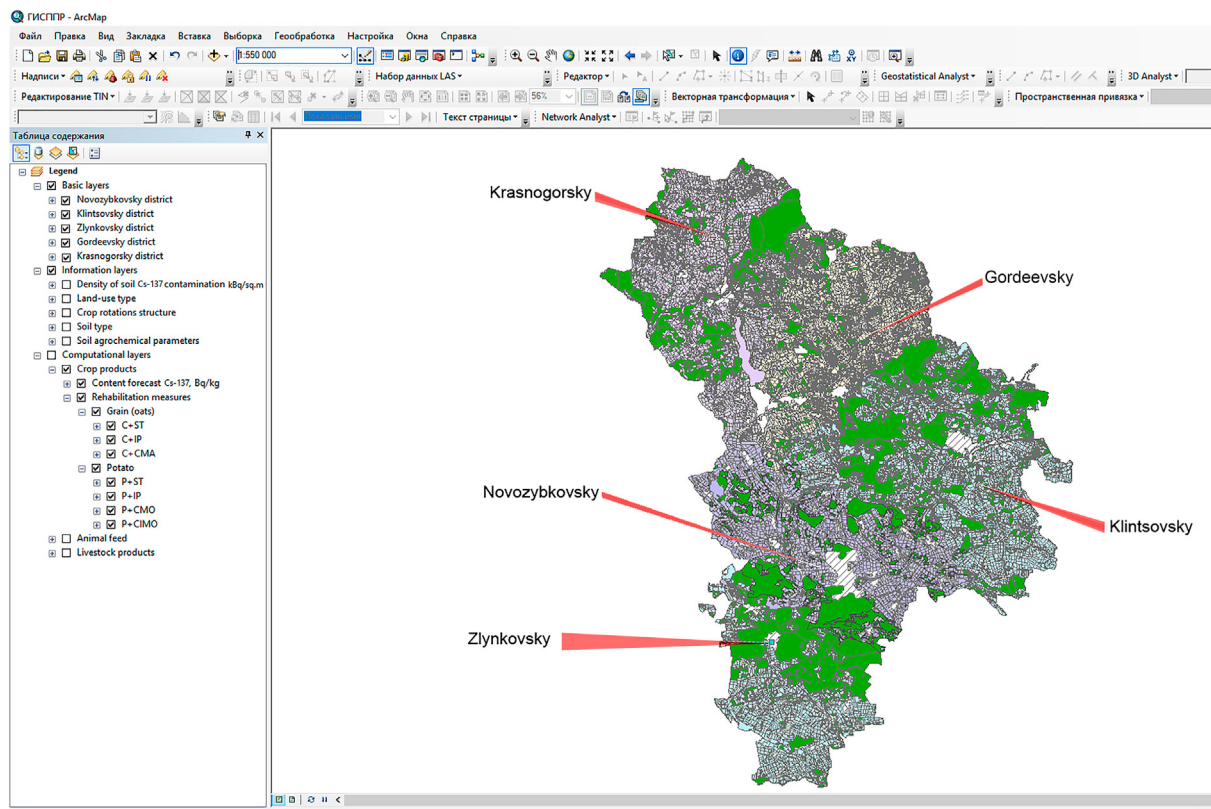 ГИСППР - ArcMap
Файл Правка Вид Закладка Вставка Выборка Геообработка Настройка Окна Справка
1:550 000
Надписи Набор данных LAS Редактор Geostatistical Analyst 3D Analyst
Редактирование TIN 56% Векторная трансформация Пространственная привязка
Текст страницы Network Analyst
Таблица содержания
Legend
Basic layers
Novozybkovsky district
Klintsovsky district
Zlynkovsky district
Gordeevsky district
Krasnogorsky district
Information layers
Density of soil Cs-137 contamination kBq/sq.m
Land-use type
Crop rotations structure
Soil type
Soil agrochemical parameters
Computational layers
Crop products
Content forecast Cs-137, Bq/kg
Rehabilitation measures
Grain (oats)
C+ST
C+IP
C+CMA
Potato
P+ST
P+IP
P+CMO
P+CIMO
Animal feed
Livestock products
Krasnogorsky
Gordeevsky
Novozybkovsky
Klintsovsky
Zlynkovsky